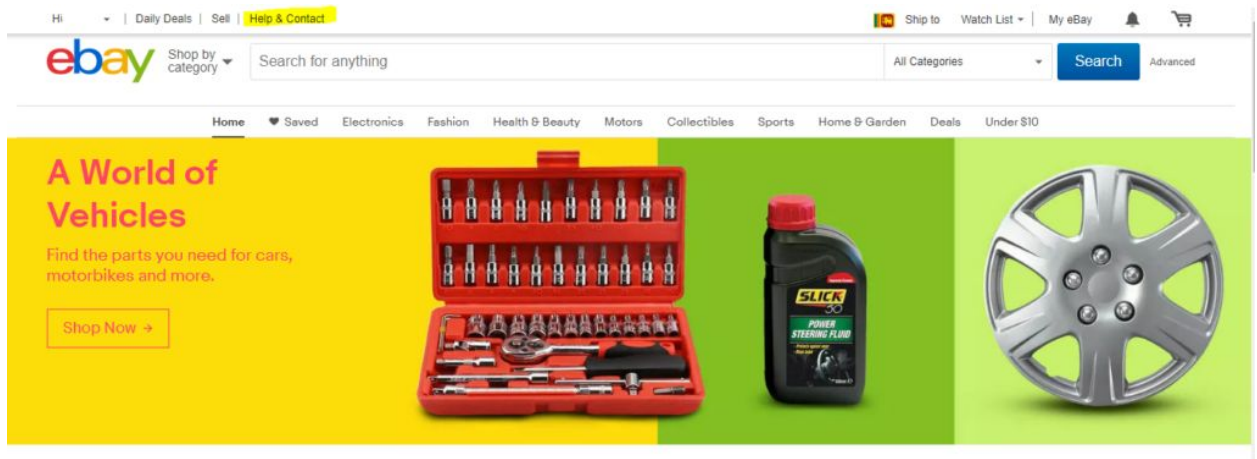 Hi | Daily Deals | Sell | Help & Contact Ship to Watch List | My eBay
ebay Shop by category Search for anything All Categories Search Advanced
Home Saved Electronics Fashion Health & Beauty Motors Collectibles Sports Home & Garden Deals Under $10
A World of
Vehicles
Find the parts you need for cars,
motorbikes and more.
Shop Now →
SLICK
50
POWER
STEERING FLUID